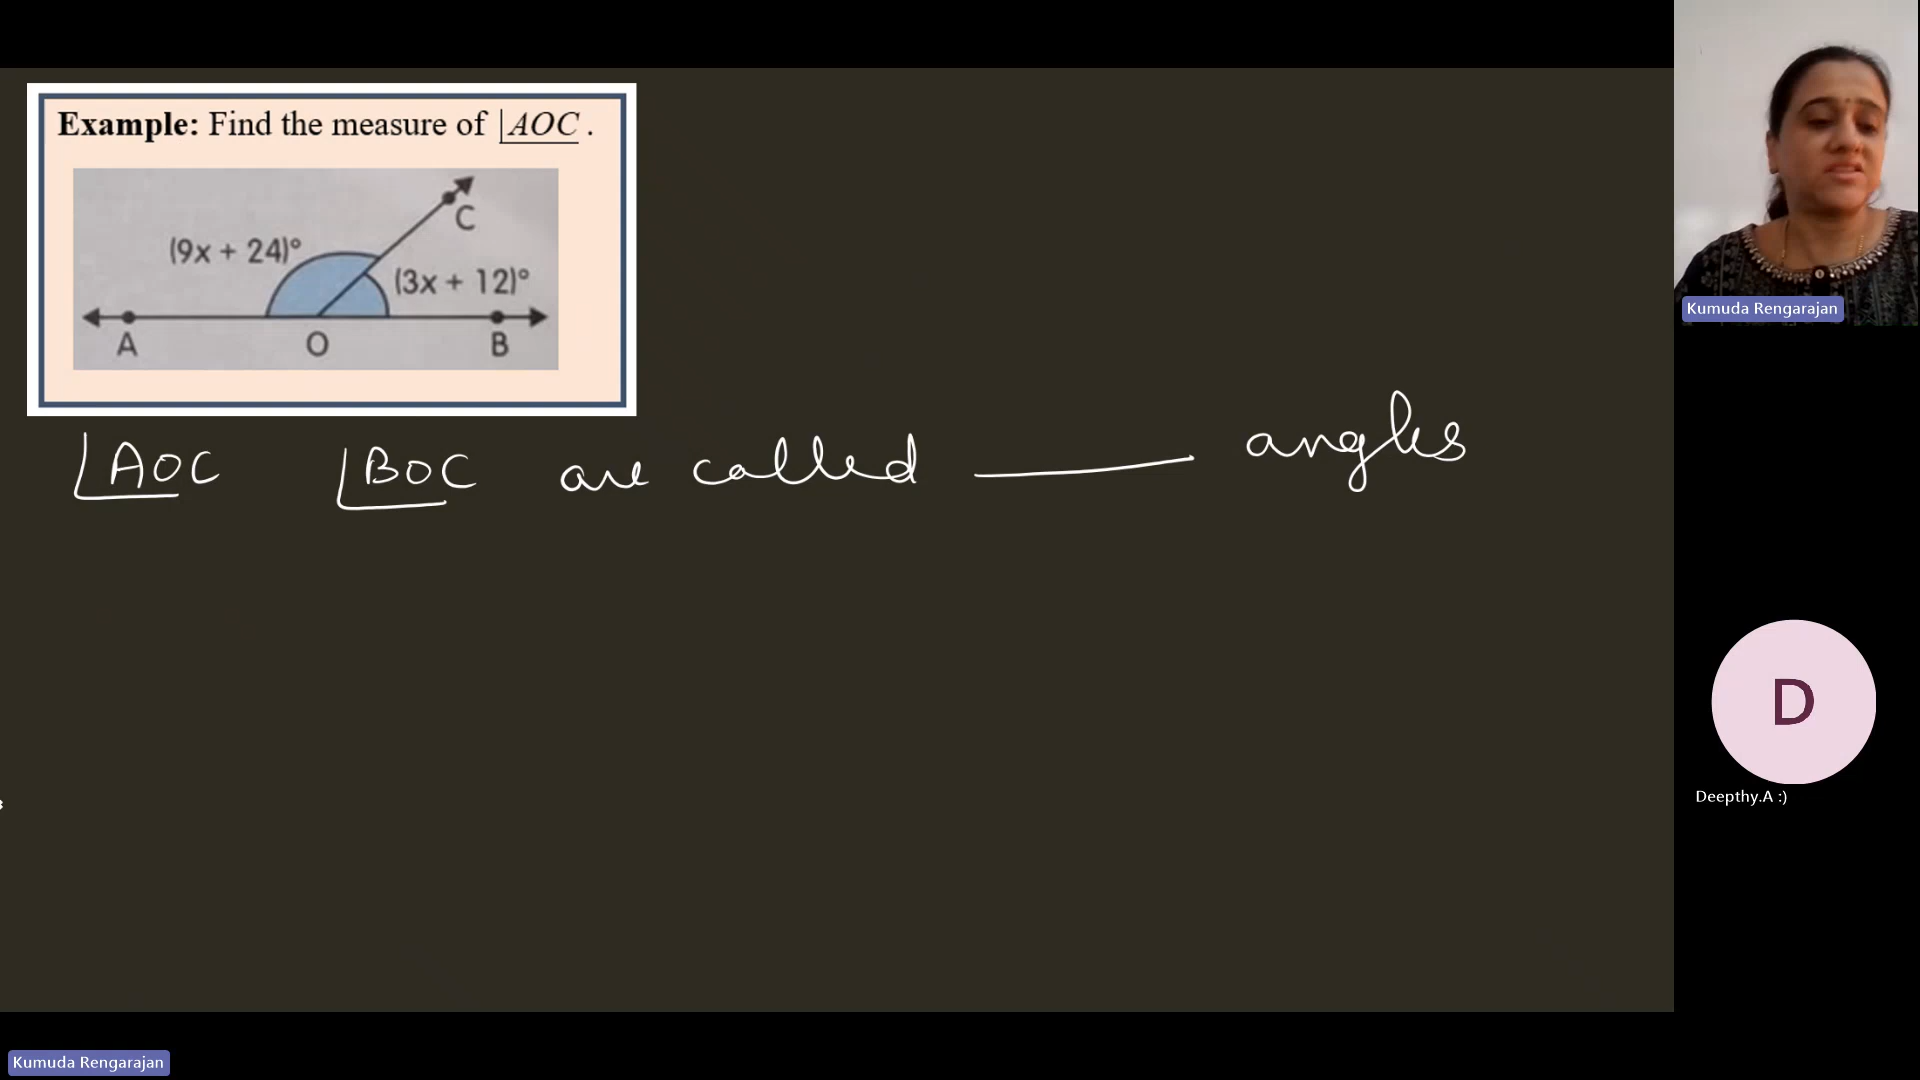 Example: Find the measure of ∠AOC .
C
(9x + 24)°
(3x + 12)°
A O B
∠AOC ∠BOC are called ______ angles
Kumuda Rengarajan
D
Deepthy.A :)
Kumuda Rengarajan